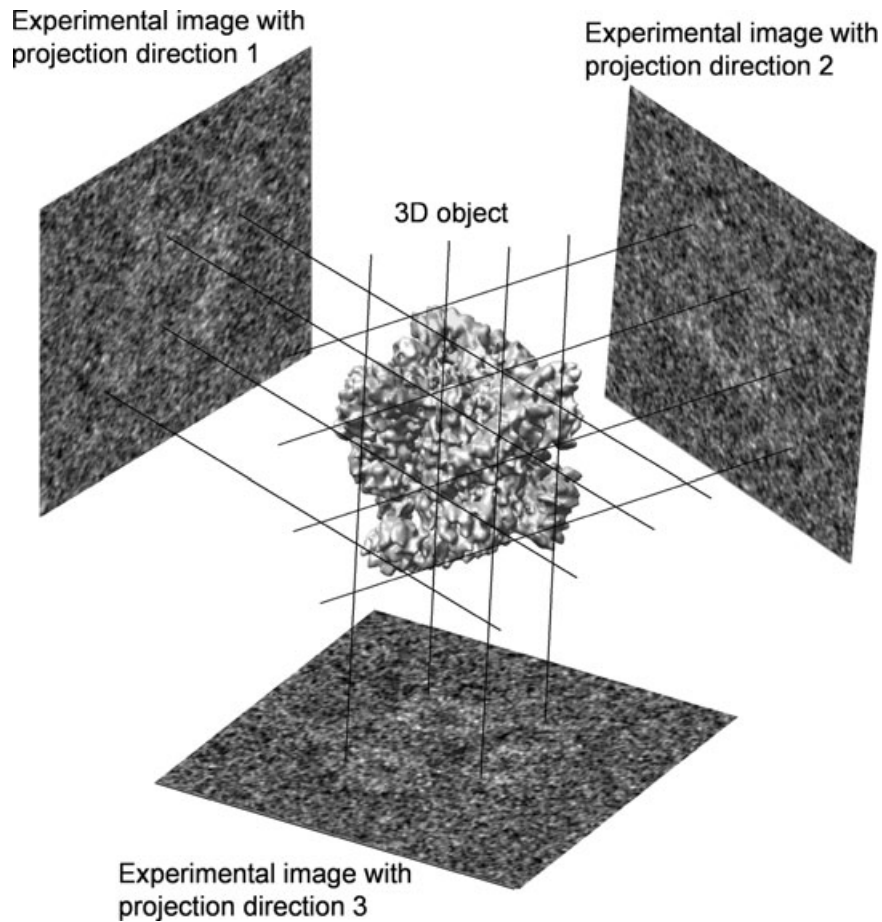 Experimental image with
projection direction 1
Experimental image with
projection direction 2
3D object
Experimental image with
projection direction 3